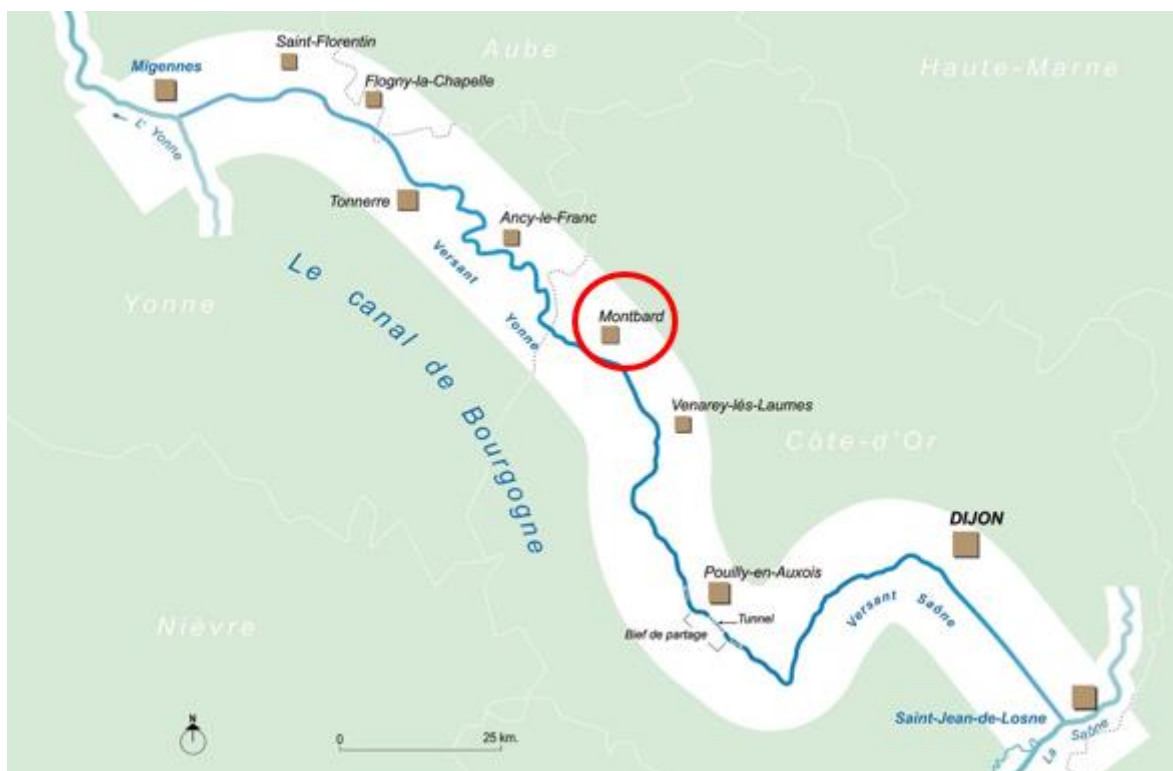 Aube
Haute-Marne
Saint-Florentin
Migennes
Flogny-la-Chapelle
L' Yonne
Tonnerre
Ancy-le-Franc
Versant
Yonne
Yonne
Le canal de Bourgogne
Montbard
Venarey-lés-Laumes
Côte-d'Or
DIJON
Pouilly-en-Auxois
Tunnel
Bief de partage
Versant Saône
Nièvre
Saint-Jean-de-Losne
La Saône
N
0
25 km.